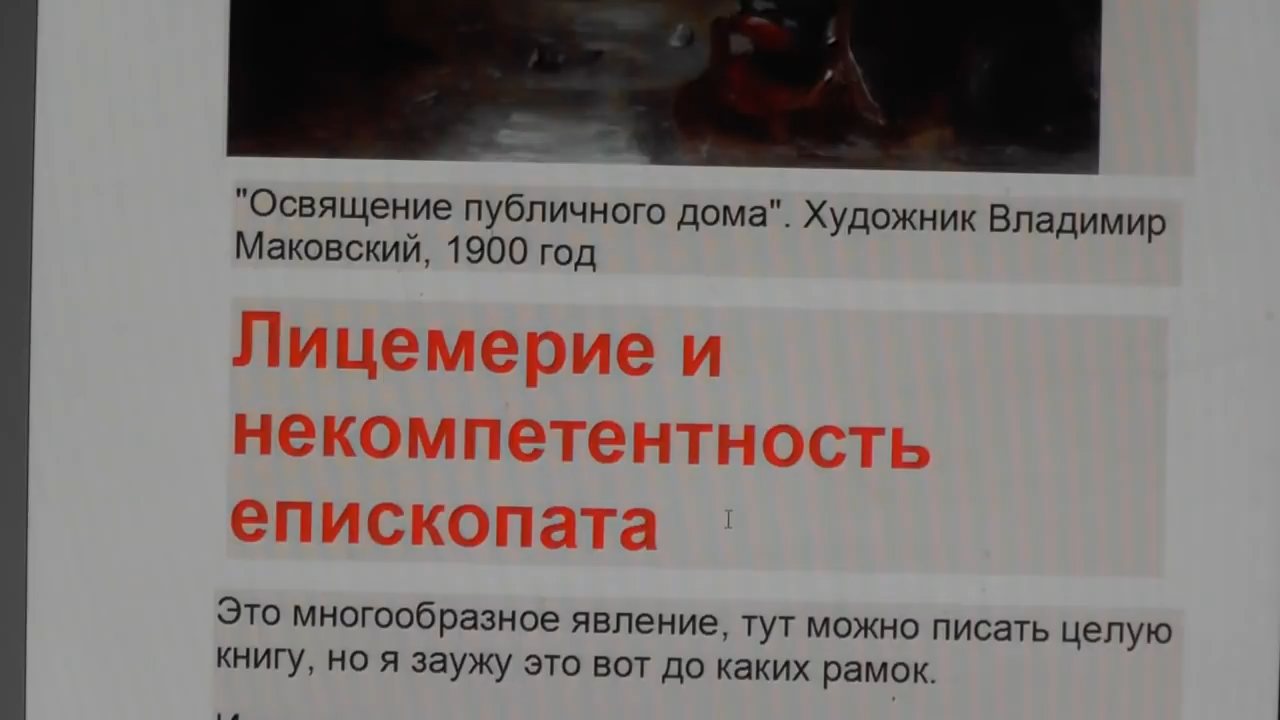 "Освящение публичного дома". Художник Владимир
Маковский, 1900 год
Лицемерие и
некомпетентность
епископата
Это многообразное явление, тут можно писать целую
книгу, но я заужу это вот до каких рамок.